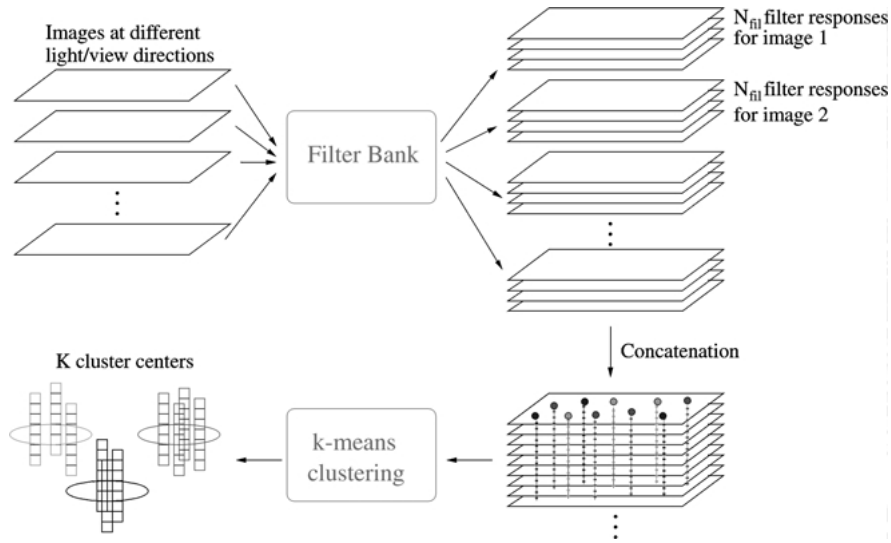 Images at different
light/view directions
Filter Bank
N_fil filter responses
for image 1
N_fil filter responses
for image 2
Concatenation
K cluster centers
k-means
clustering